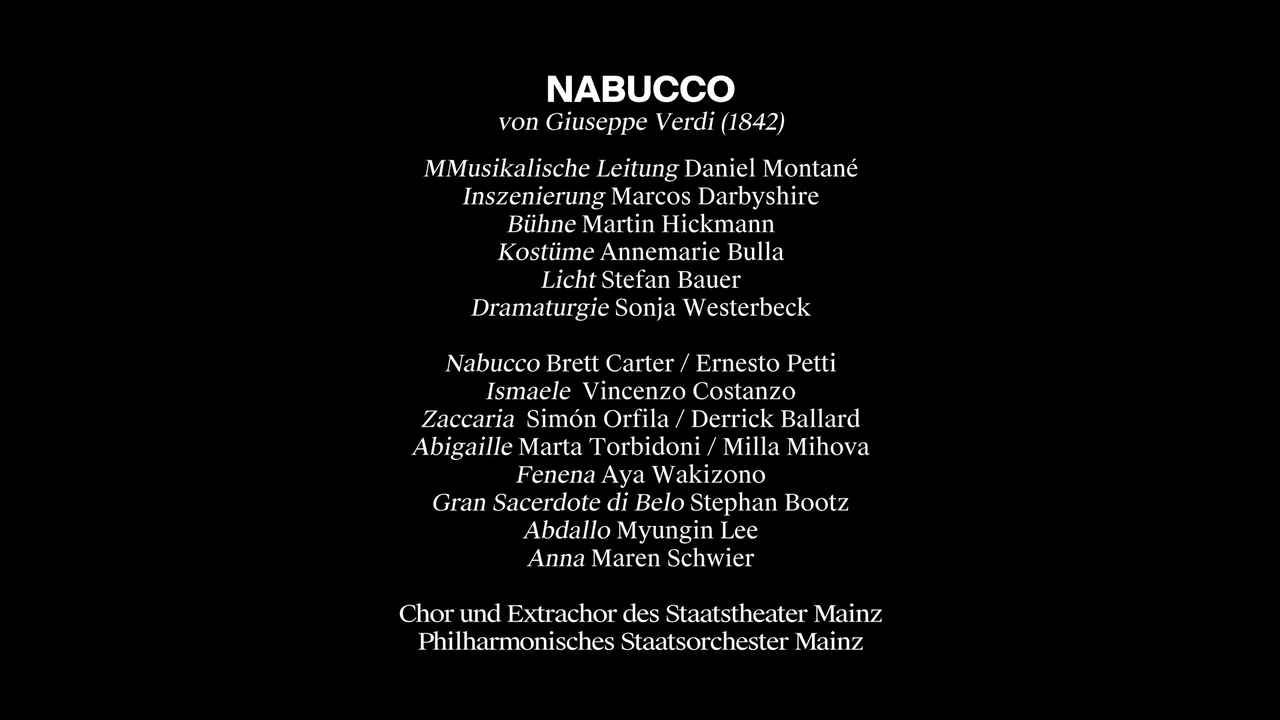 NABUCCO
von Giuseppe Verdi (1842)
MMusikalische Leitung Daniel Montané
Inszenierung Marcos Darbyshire
Bühne Martin Hickmann
Kostüme Annemarie Bulla
Licht Stefan Bauer
Dramaturgie Sonja Westerbeck
Nabucco Brett Carter / Ernesto Petti
Ismaele Vincenzo Costanzo
Zaccaria Simón Orfila / Derrick Ballard
Abigaille Marta Torbidoni / Milla Mihova
Fenena Aya Wakizono
Gran Sacerdote di Belo Stephan Bootz
Abdallo Myungin Lee
Anna Maren Schwier
Chor und Extrachor des Staatstheater Mainz
Philharmonisches Staatsorchester Mainz